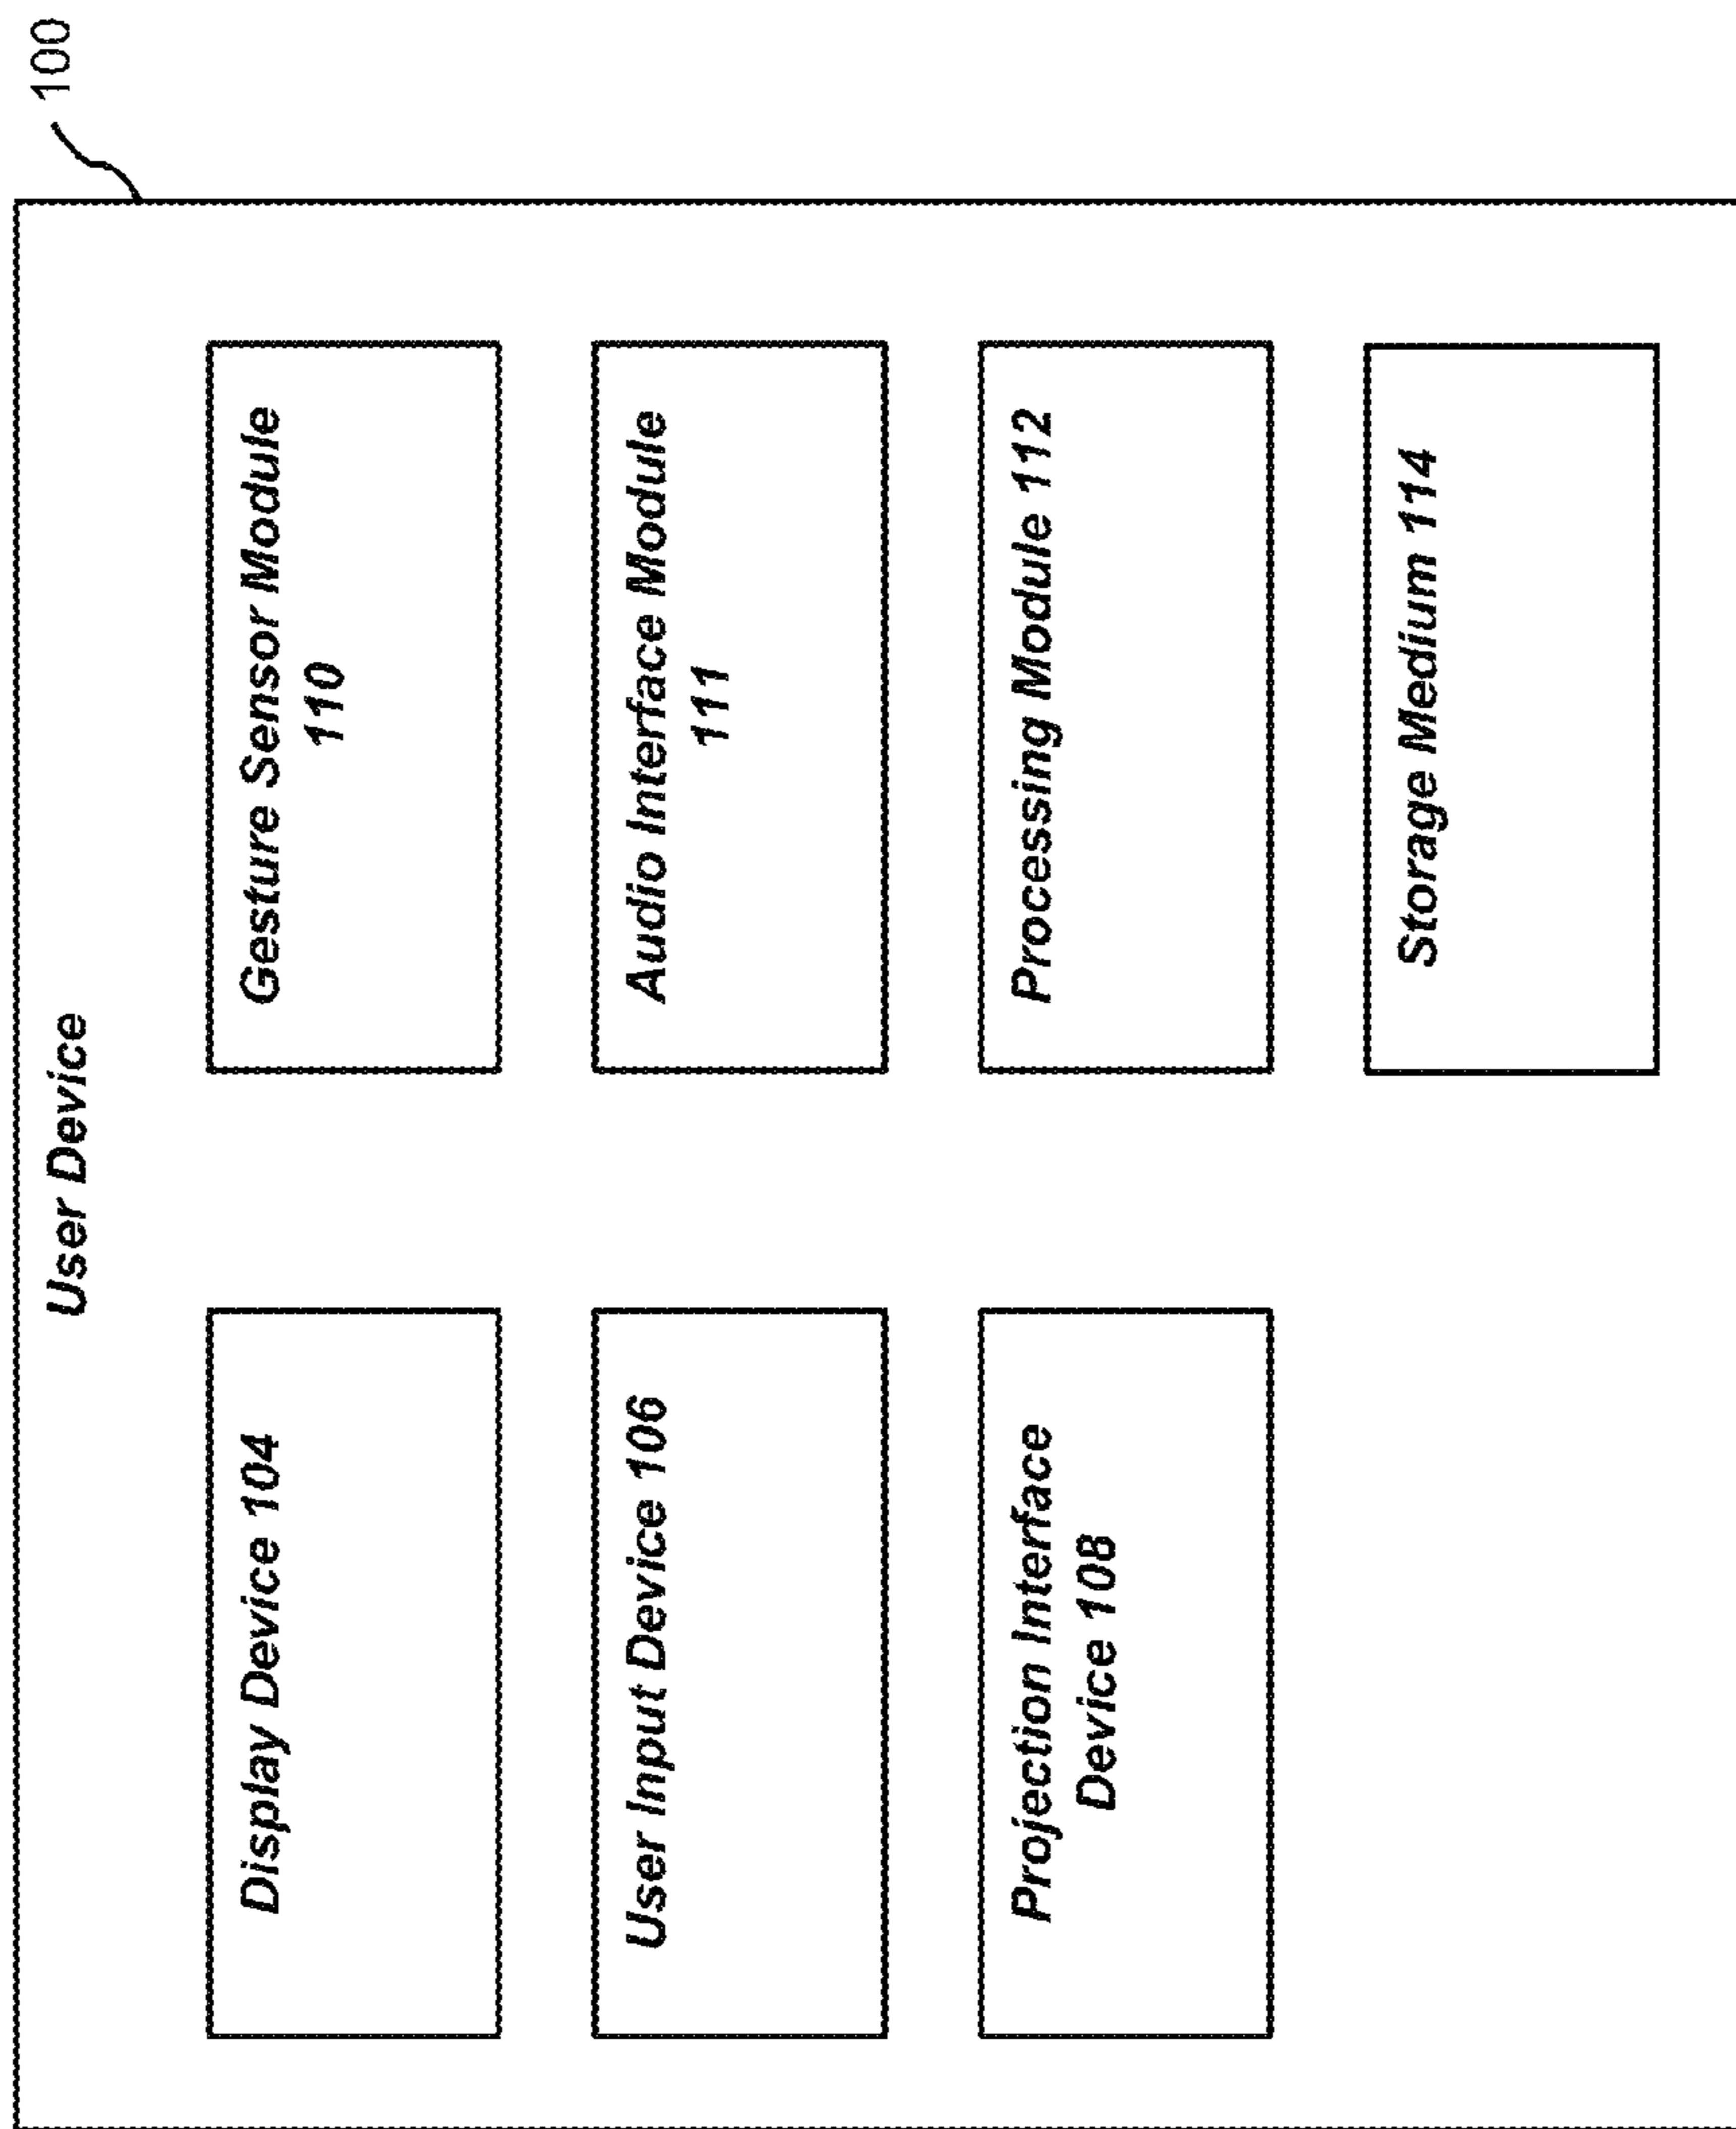 100
User Device
Display Device 104
User Input Device 106
Projection Interface
Device 108
Gesture Sensor Module
110
Audio Interface Module
111
Processing Module 112
Storage Medium 114